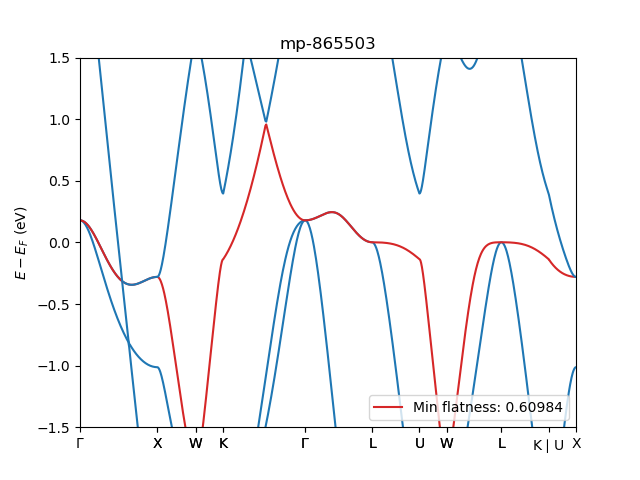 mp-865503
E − E_F (eV)
1.5
1.0
0.5
0.0
−0.5
−1.0
−1.5
Min flatness: 0.60984
Γ X W K Γ L U W L K | U X